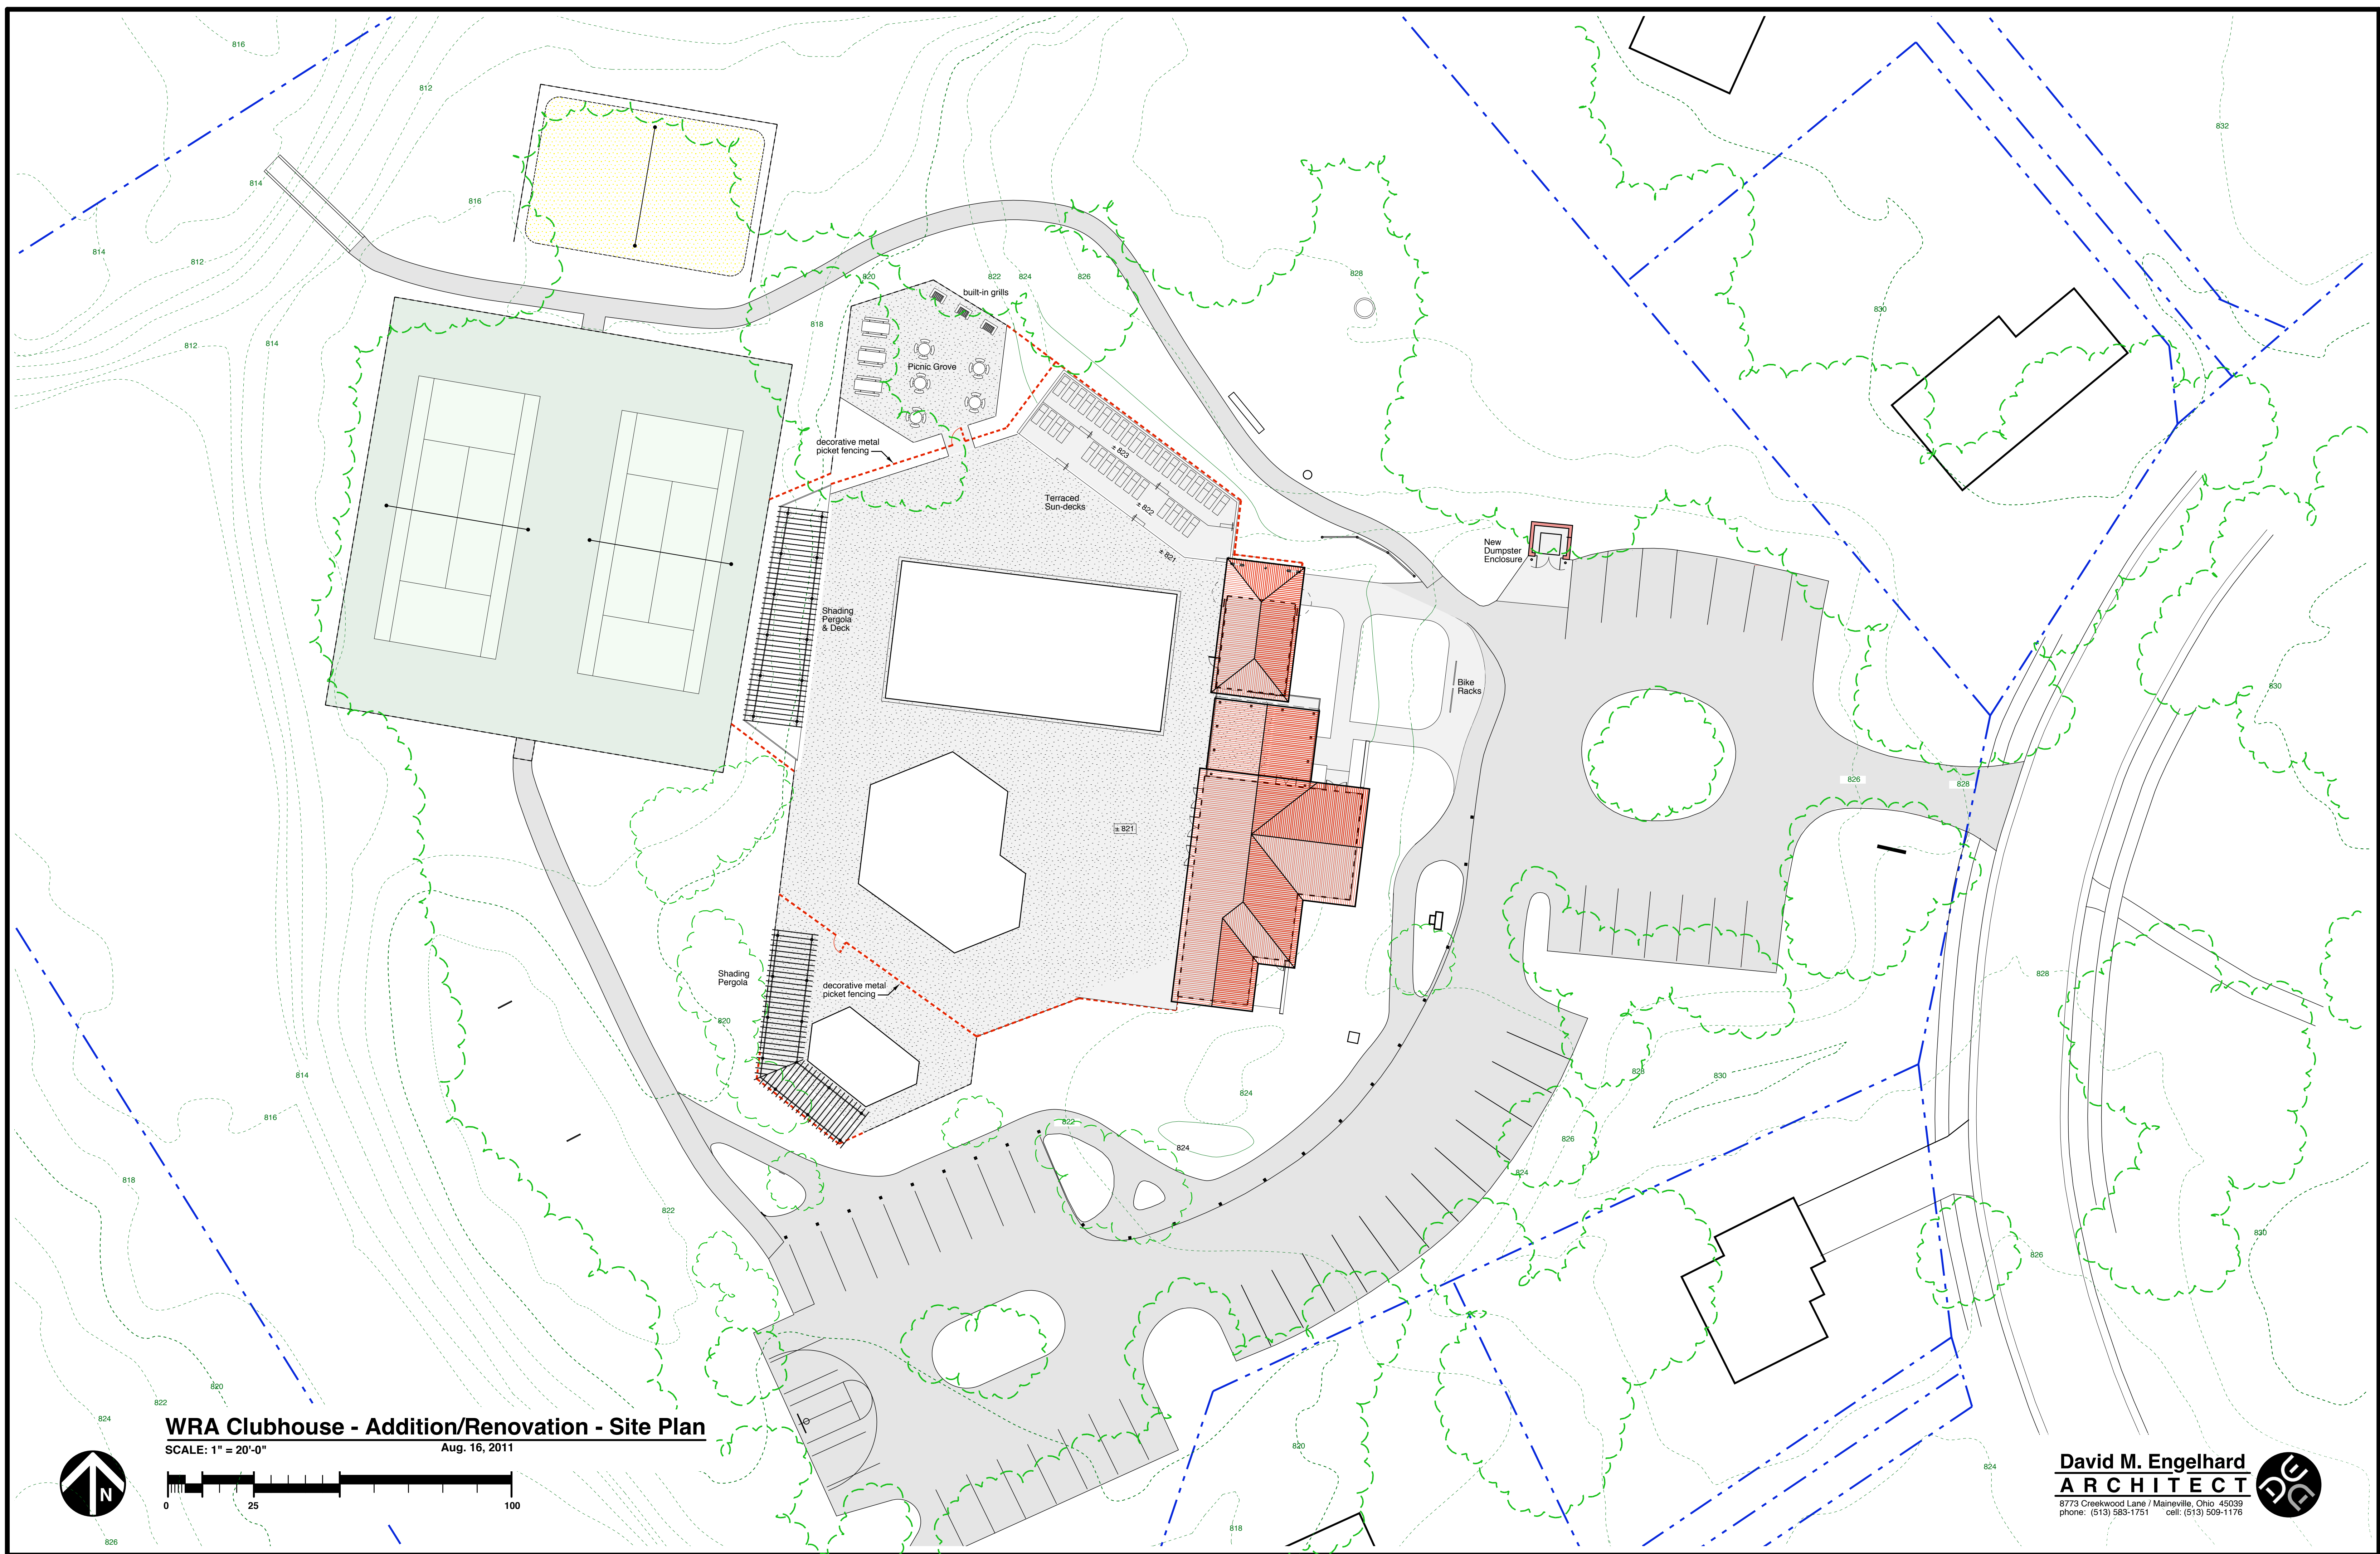 816
812
832
814
816
814
812
820
822
824
826
828
built-in grills
830
818
812
814
Picnic Grove
decorative metal
picket fencing
± 823
Terraced
Sun-decks
± 822
± 821
New
Dumpster
Enclosure
Shading
Pergola
& Deck
Bike
Racks
830
826
828
± 821
828
Shading
Pergola
decorative metal
picket fencing
820
814
828
830
824
816
822
826
824
824
818
822
830
826
820
822
824
820
824
818
826
WRA Clubhouse - Addition/Renovation - Site Plan
SCALE: 1" = 20'-0"
Aug. 16, 2011
N
0
25
100
David M. Engelhard
ARCHITECT
8773 Creekwood Lane / Maineville, Ohio 45039
phone: (513) 583-1751 cell: (513) 509-1176
DEA